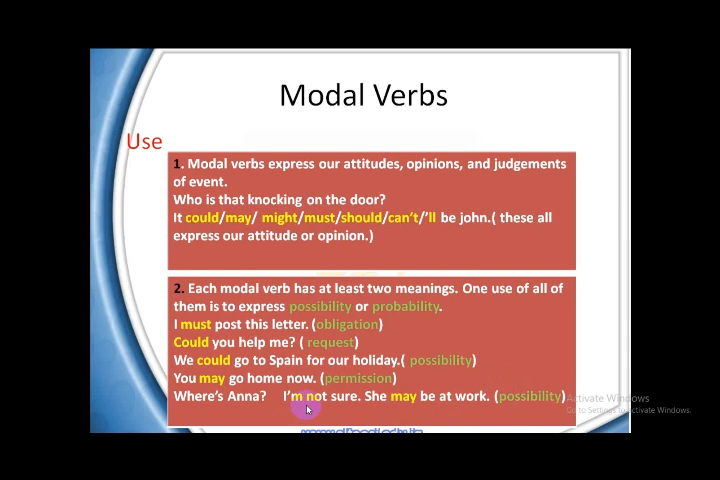 Modal Verbs
Use
1. Modal verbs express our attitudes, opinions, and judgements
of event.
Who is that knocking on the door?
It could/may/ might/must/should/can't/'ll be john.( these all
express our attitude or opinion.)
2. Each modal verb has at least two meanings. One use of all of
them is to express possibility or probability.
I must post this letter. (obligation)
Could you help me? ( request)
We could go to Spain for our holiday.( possibility)
You may go home now. (permission)
Where's Anna? I'm not sure. She may be at work. (possibility)
Activate Windows
Go to Settings to activate Windows.